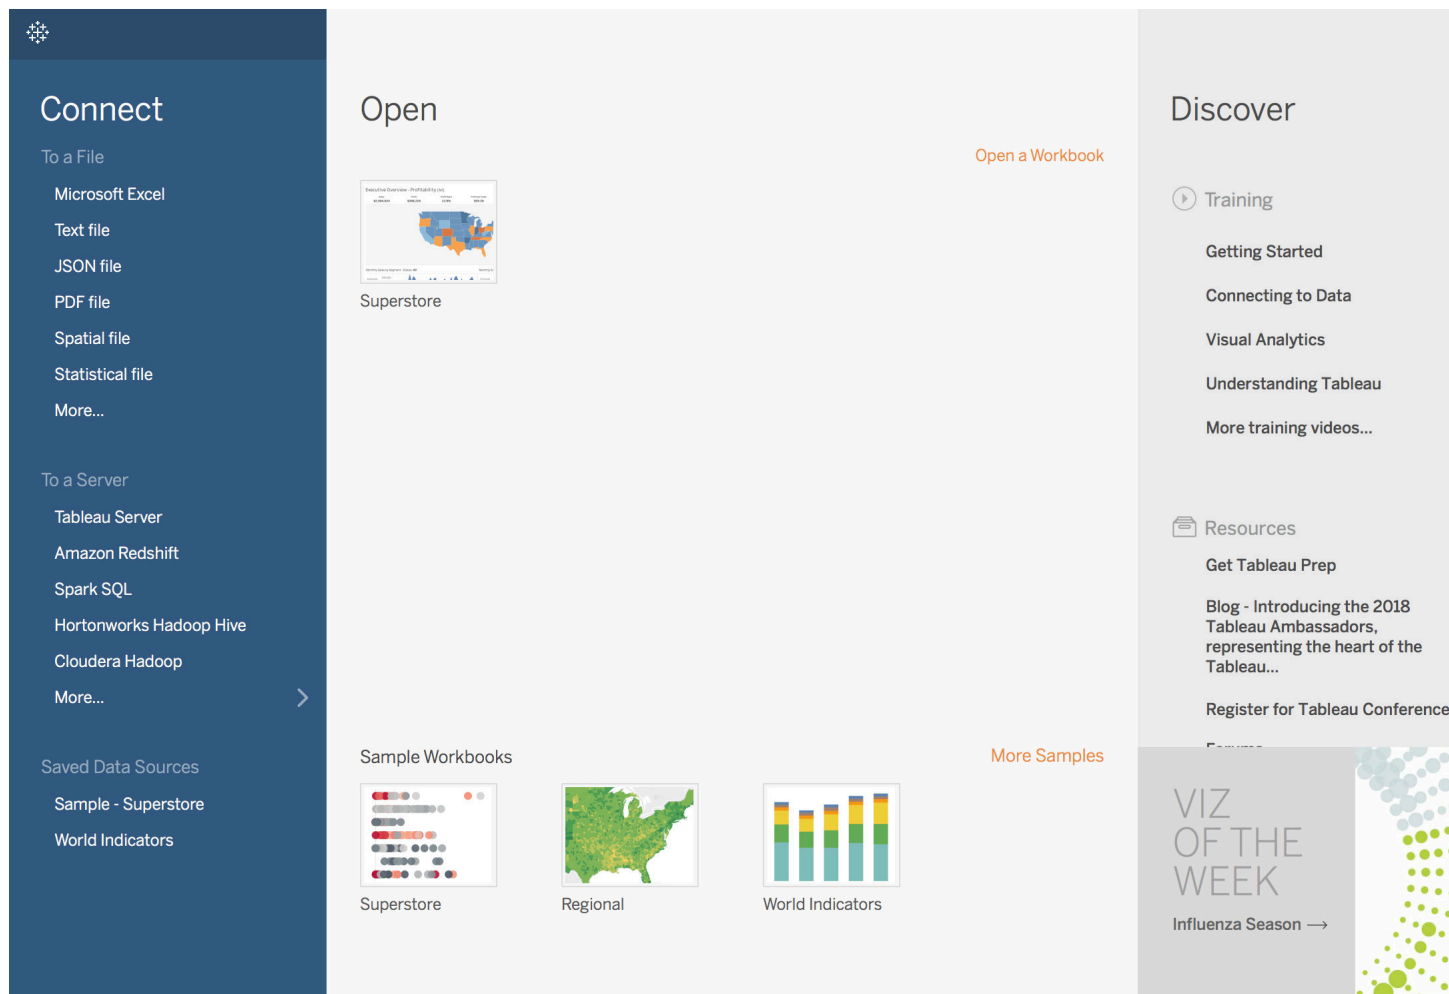 Connect
To a File
Microsoft Excel
Text file
JSON file
PDF file
Spatial file
Statistical file
More...
To a Server
Tableau Server
Amazon Redshift
Spark SQL
Hortonworks Hadoop Hive
Cloudera Hadoop
More...
Saved Data Sources
Sample - Superstore
World Indicators
Open
Open a Workbook
Executive Overview - Profitability
Superstore
Sample Workbooks
More Samples
Superstore
Regional
World Indicators
Discover
Training
Getting Started
Connecting to Data
Visual Analytics
Understanding Tableau
More training videos...
Resources
Get Tableau Prep
Blog - Introducing the 2018
Tableau Ambassadors,
representing the heart of the
Tableau...
Register for Tableau Conference
Forums
VIZ
OF THE
WEEK
Influenza Season →